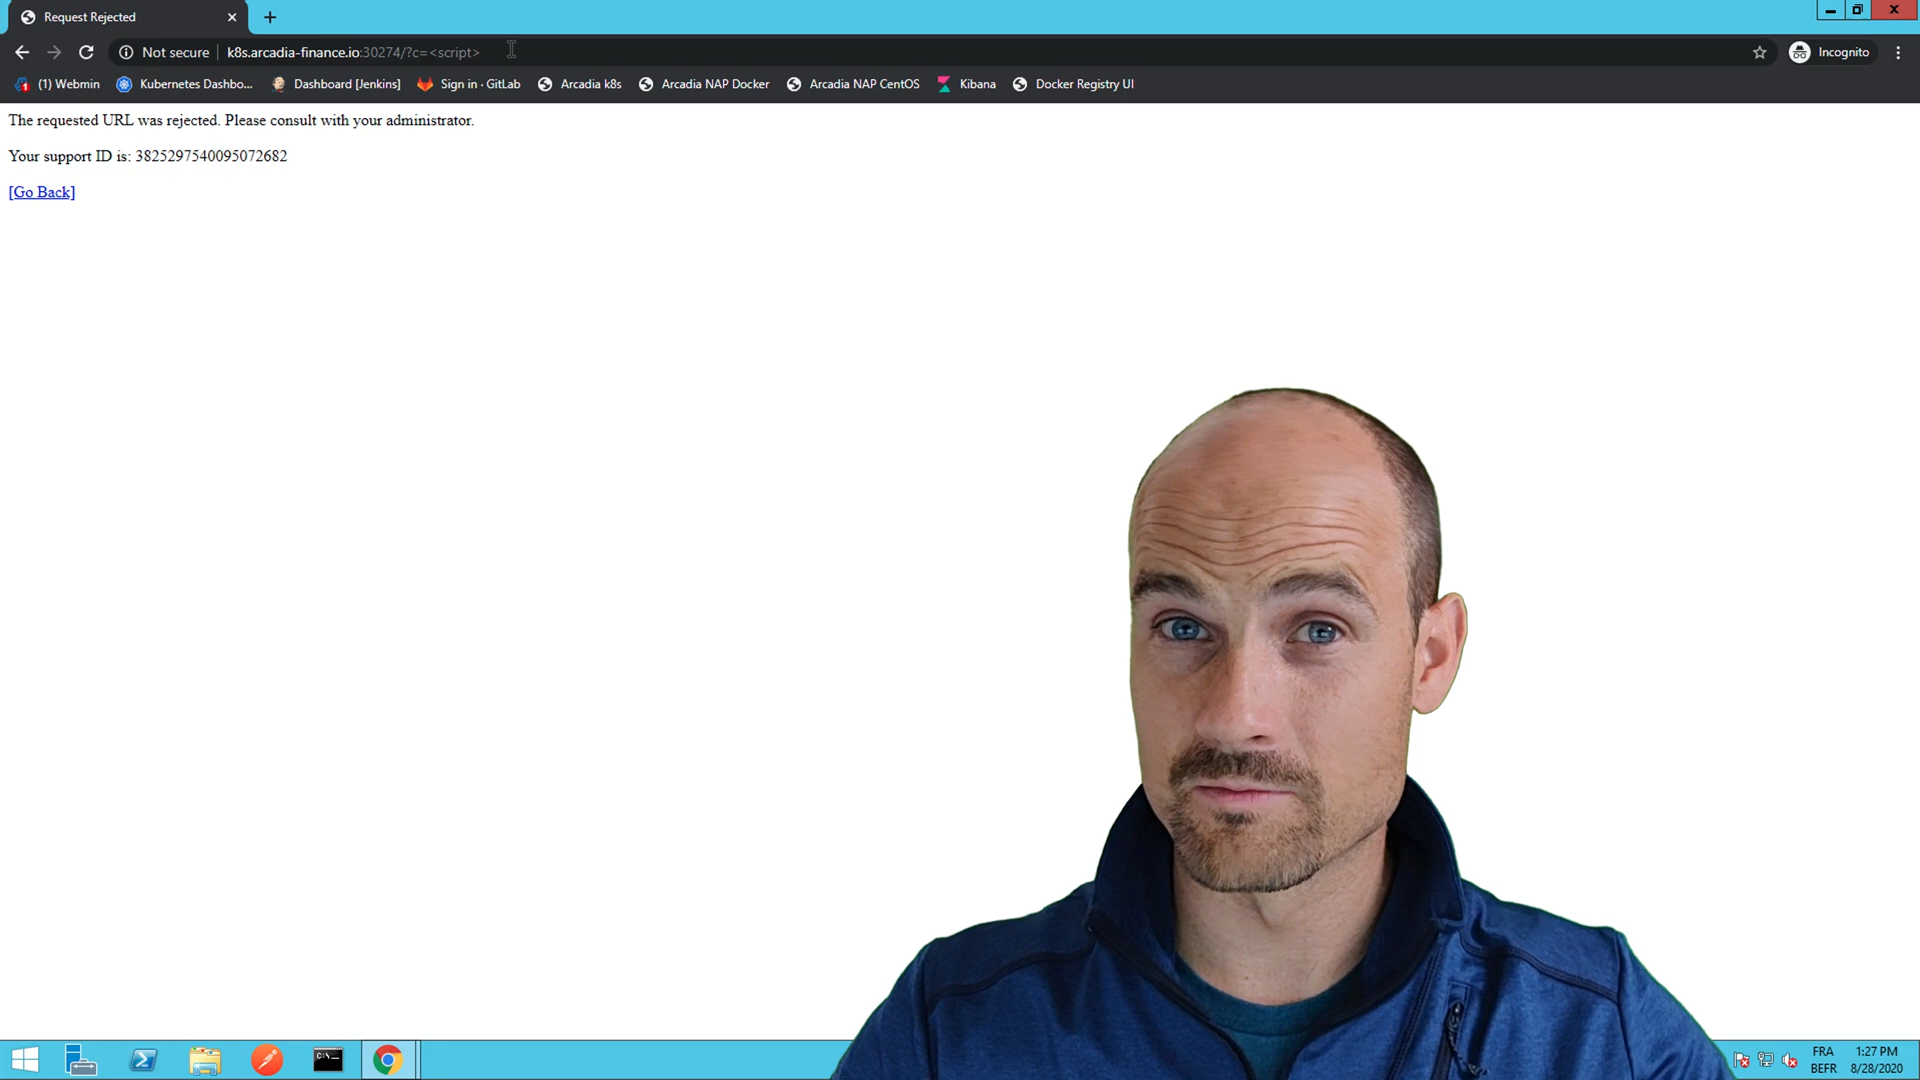 Request Rejected
Not secure k8s.arcadia-finance.io:30274/?c=<script> Incognito
(1) Webmin Kubernetes Dashbo... Dashboard [Jenkins] Sign in · GitLab Arcadia k8s Arcadia NAP Docker Arcadia NAP CentOS Kibana Docker Registry UI
The requested URL was rejected. Please consult with your administrator.
Your support ID is: 3825297540095072682
[Go Back]
FRA 1:27 PM
BEFR 8/28/2020